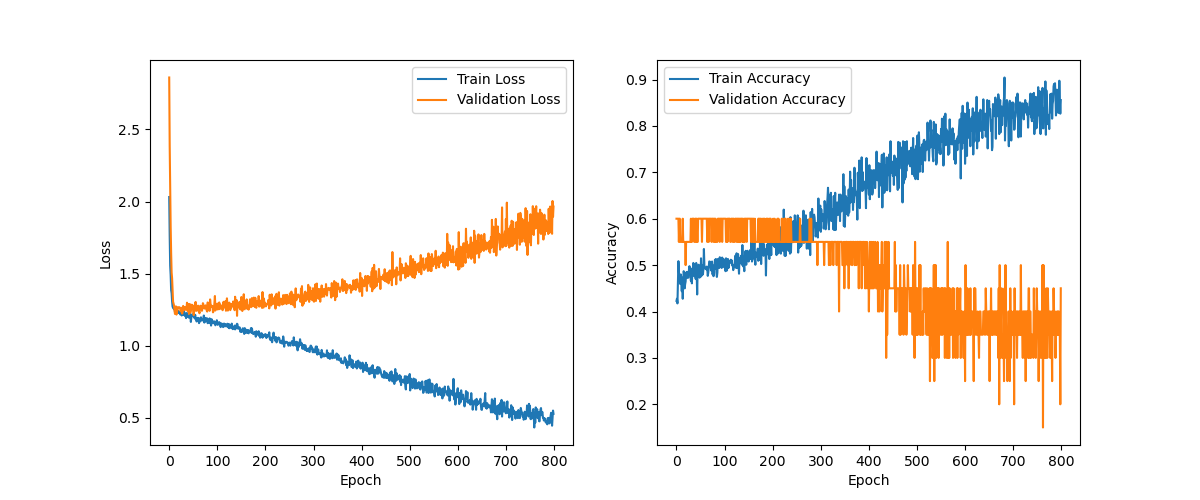 Train Loss
Validation Loss
2.5
2.0
1.5
1.0
0.5
Loss
0 100 200 300 400 500 600 700 800
Epoch
Train Accuracy
Validation Accuracy
0.9
0.8
0.7
0.6
0.5
0.4
0.3
0.2
Accuracy
0 100 200 300 400 500 600 700 800
Epoch